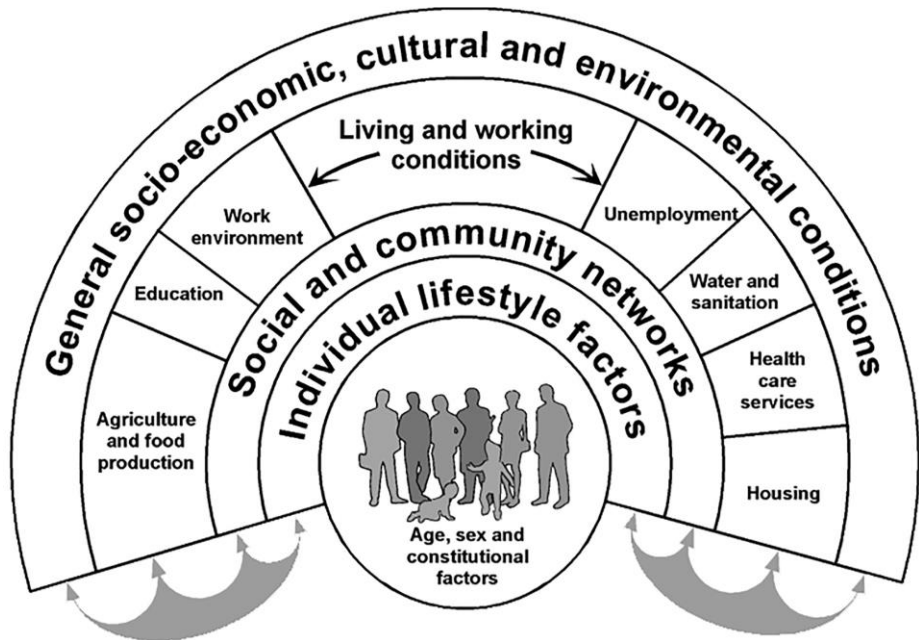 General socio-economic, cultural and environmental conditions
Living and working
conditions
Work
environment
Education
Agriculture
and food
production
Unemployment
Water and
sanitation
Health
care
services
Housing
Social and community networks
Individual lifestyle factors
Age, sex and
constitutional
factors